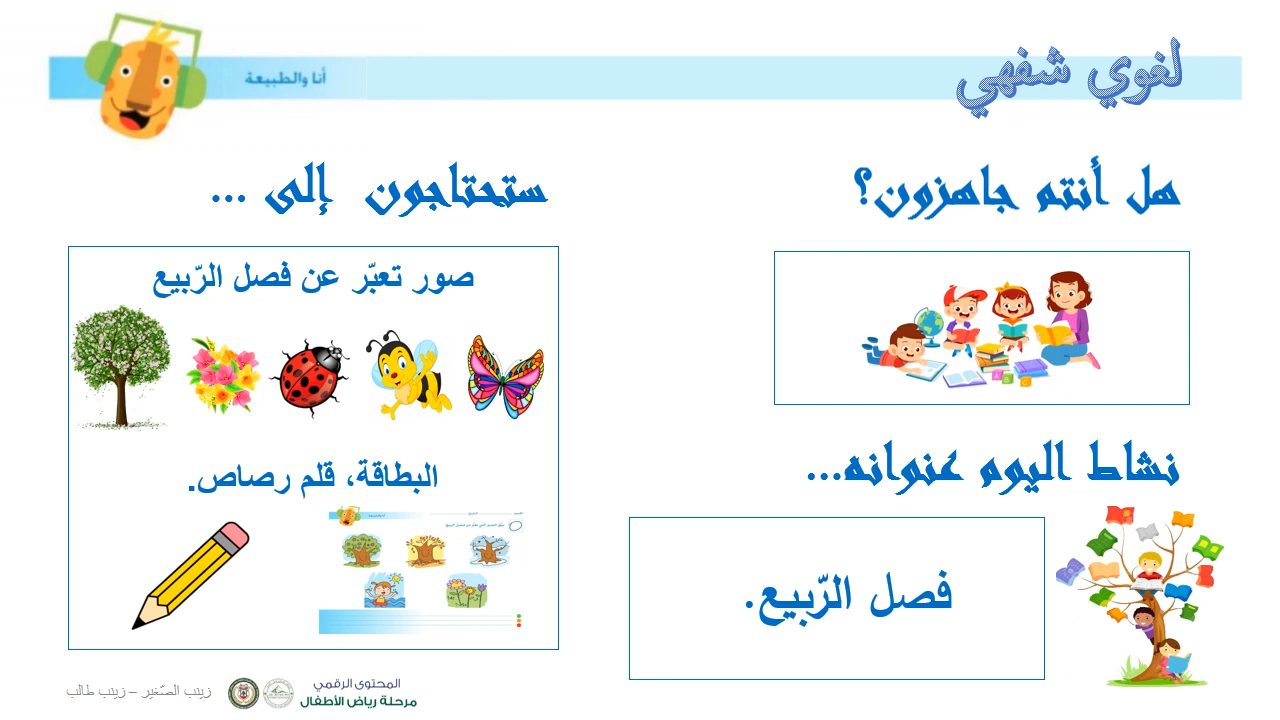 لغوي شفهي
أنا والطبيعة
هل أنتم جاهزون؟
نشاط اليوم عنوانه...
فصل الرّبيع.
ستحتاجون إلى ...
صور تعبّر عن فصل الرّبيع
البطاقة، قلم رصاص.
المحتوى الرقمي
مرحلة رياض الأطفال
زينب الصّغير – زينب طالب